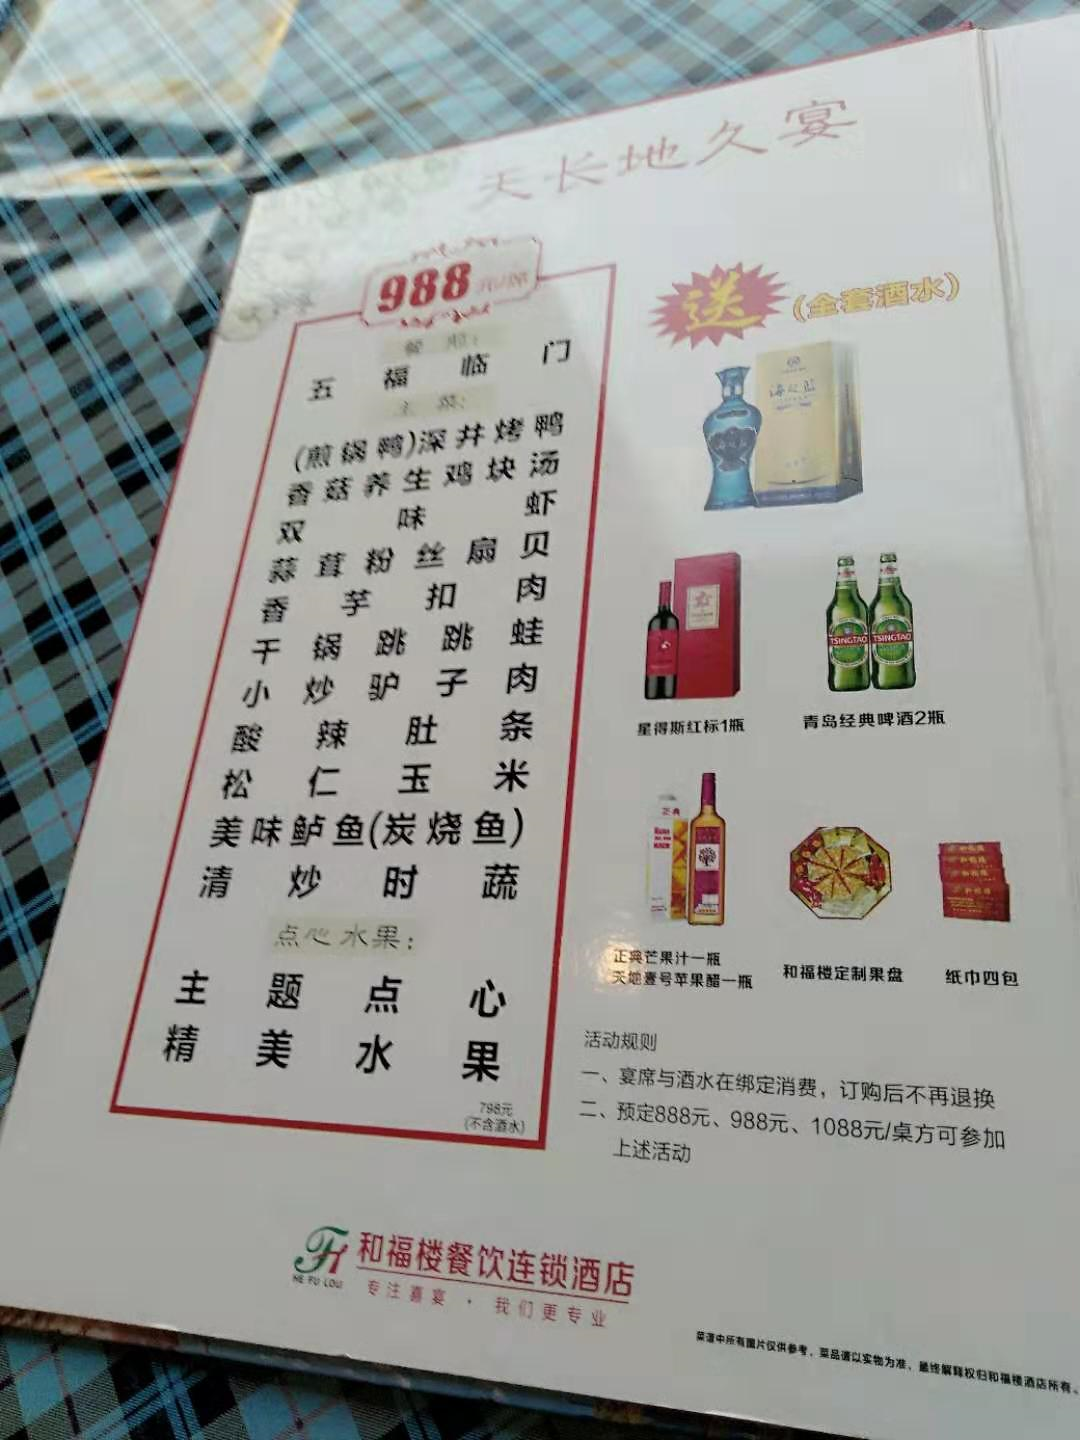 天长地久宴
988元/席
餐前：
五福临门
主菜：
(煎锅鸭)深井烤鸭
香菇养生鸡块汤
双味虾
蒜茸粉丝扇贝
香芋扣肉
干锅跳跳蛙
小炒驴子肉
酸辣肚条
松仁玉米
美味鲈鱼(炭烧鱼)
清炒时蔬
点心水果：
主题点心
精美水果
798元
(不含酒水)
送(全套酒水)
海之蓝
TSINGTAO TSINGTAO
星得斯红标1瓶
青岛经典啤酒2瓶
正典
正典芒果汁一瓶
天地壹号苹果醋一瓶
和福楼定制果盘
纸巾四包
活动规则
一、宴席与酒水在绑定消费，订购后不再退换
二、预定888元、988元、1088元/桌方可参加
上述活动
HE FU LOU
和福楼餐饮连锁酒店
专注喜宴·我们更专业
菜谱中所有图片仅供参考，菜品请以实物为准，最终解释权归和福楼酒店所有、